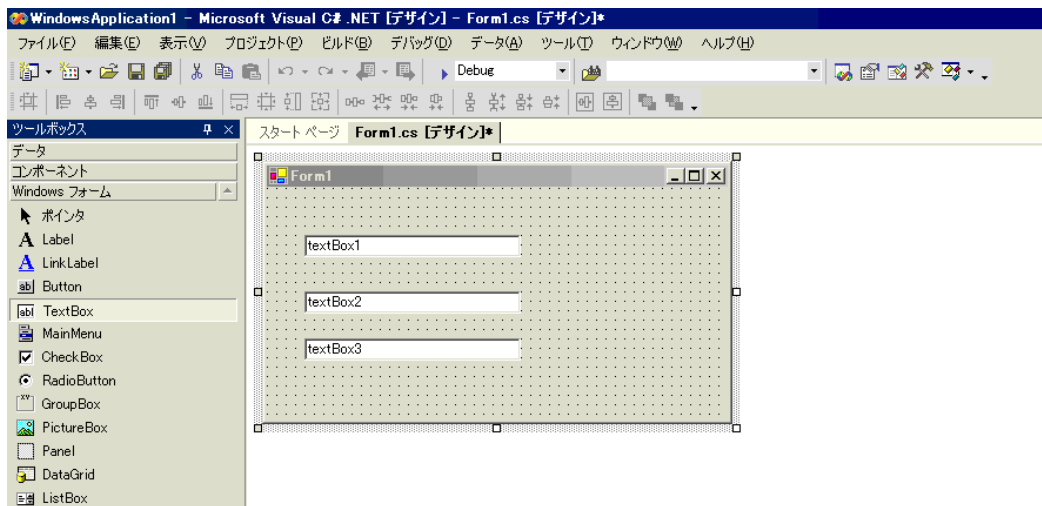 WindowsApplication1 - Microsoft Visual C# .NET [デザイン] - Form1.cs [デザイン]*
ファイル(F) 編集(E) 表示(V) プロジェクト(P) ビルド(B) デバッグ(D) データ(A) ツール(T) ウィンドウ(W) ヘルプ(H)
Debug
ツールボックス
スタート ページ Form1.cs [デザイン]*
データ
コンポーネント
Windows フォーム
ポインタ
A Label
A LinkLabel
ab Button
abl TextBox
MainMenu
CheckBox
RadioButton
XY GroupBox
PictureBox
Panel
DataGrid
ListBox
Form1
textBox1
textBox2
textBox3